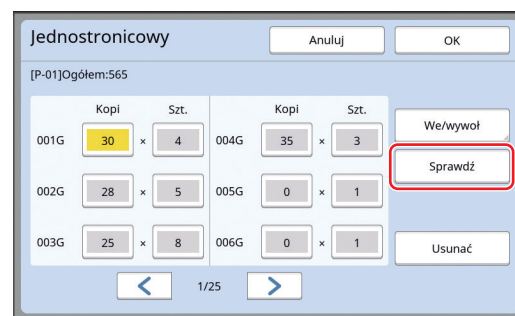 Jednostronicowy Anuluj OK
[P-01]Ogółem:565
Kopi Szt. Kopi Szt.
001G 30 × 4 004G 35 × 3 We/wywoł
Sprawdź
002G 28 × 5 005G 0 × 1
003G 25 × 8 006G 0 × 1 Usunać
1/25